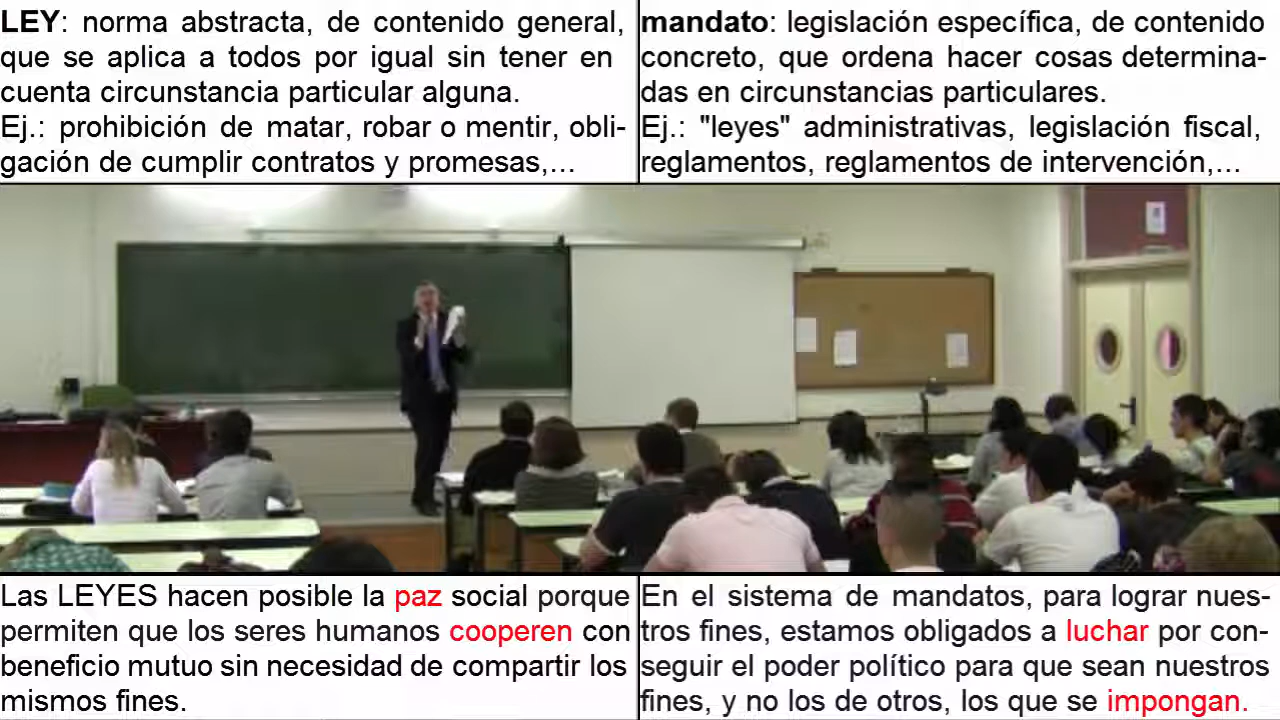 LEY: norma abstracta, de contenido general,
que se aplica a todos por igual sin tener en
cuenta circunstancia particular alguna.
Ej.: prohibición de matar, robar o mentir, obli-
gación de cumplir contratos y promesas,...
mandato: legislación específica, de contenido
concreto, que ordena hacer cosas determina-
das en circunstancias particulares.
Ej.: "leyes" administrativas, legislación fiscal,
reglamentos, reglamentos de intervención,...
Las LEYES hacen posible la paz social porque
permiten que los seres humanos cooperen con
beneficio mutuo sin necesidad de compartir los
mismos fines.
En el sistema de mandatos, para lograr nues-
tros fines, estamos obligados a luchar por con-
seguir el poder político para que sean nuestros
fines, y no los de otros, los que se impongan.